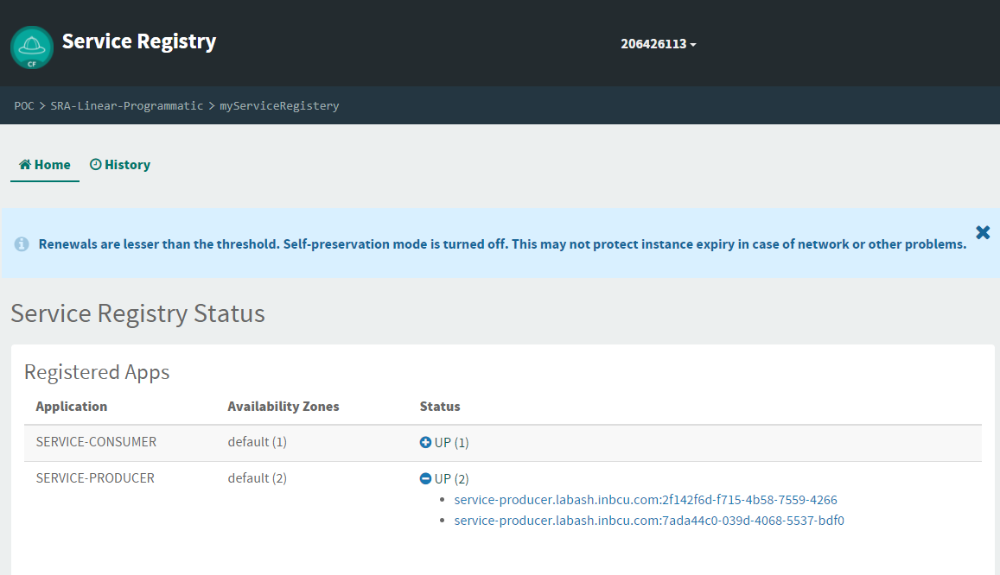 CF
Service Registry
206426113
POC > SRA-Linear-Programmatic > myServiceRegistery
Home
History
Renewals are lesser than the threshold. Self-preservation mode is turned off. This may not protect instance expiry in case of network or other problems.
Service Registry Status
Registered Apps
Application Availability Zones Status
SERVICE-CONSUMER default (1) UP (1)
SERVICE-PRODUCER default (2) UP (2)
• service-producer.labash.inbcu.com:2f142f6d-f715-4b58-7559-4266
• service-producer.labash.inbcu.com:7ada44c0-039d-4068-5537-bdf0